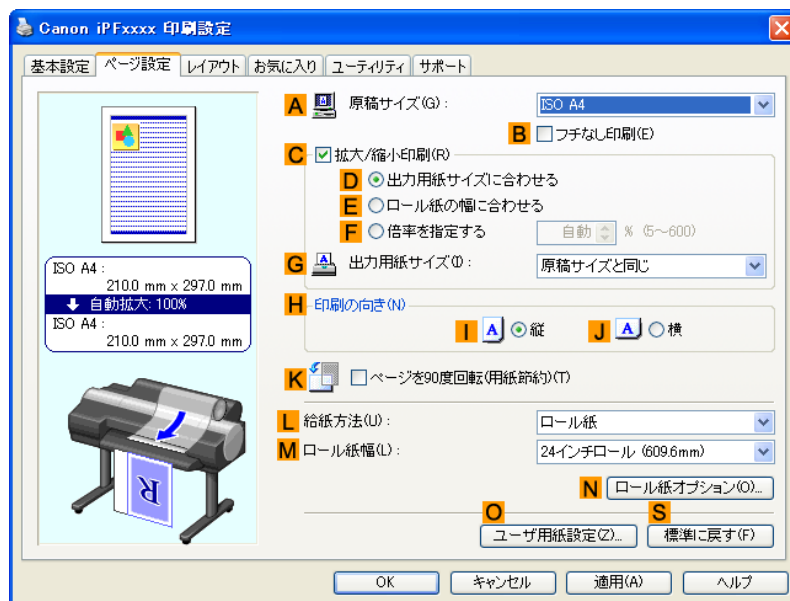 Canon iPFxxxx 印刷設定
基本設定 ページ設定 レイアウト お気に入り ユーティリティ サポート
A 原稿サイズ(G): ISO A4
B フチなし印刷(E)
C 拡大/縮小印刷(R)
D 出力用紙サイズに合わせる
E ロール紙の幅に合わせる
F 倍率を指定する 自動 % (5~600)
G 出力用紙サイズ(I): 原稿サイズと同じ
ISO A4 :
210.0 mm x 297.0 mm
自動拡大: 100%
ISO A4 :
210.0 mm x 297.0 mm
H 印刷の向き(N)
I A 縦 J A 横
K ページを90度回転(用紙節約)(T)
L 給紙方法(U): ロール紙
M ロール紙幅(L): 24インチロール (609.6mm)
R
N ロール紙オプション(O)...
O S
ユーザ用紙設定(Z)... 標準に戻す(F)
OK キャンセル 適用(A) ヘルプ